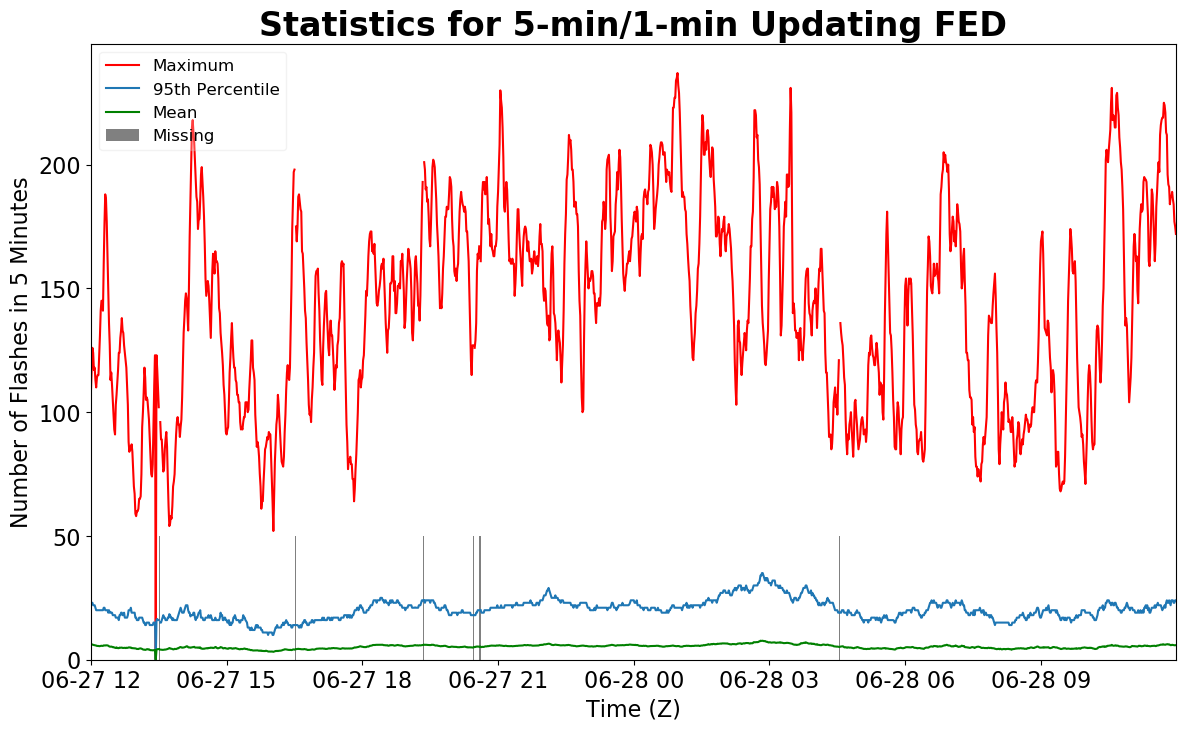 Statistics for 5-min/1-min Updating FED
Number of Flashes in 5 Minutes
Maximum
95th Percentile
Mean
Missing
200
150
100
50
0
06-27 12 06-27 15 06-27 18 06-27 21 06-28 00 06-28 03 06-28 06 06-28 09
Time (Z)